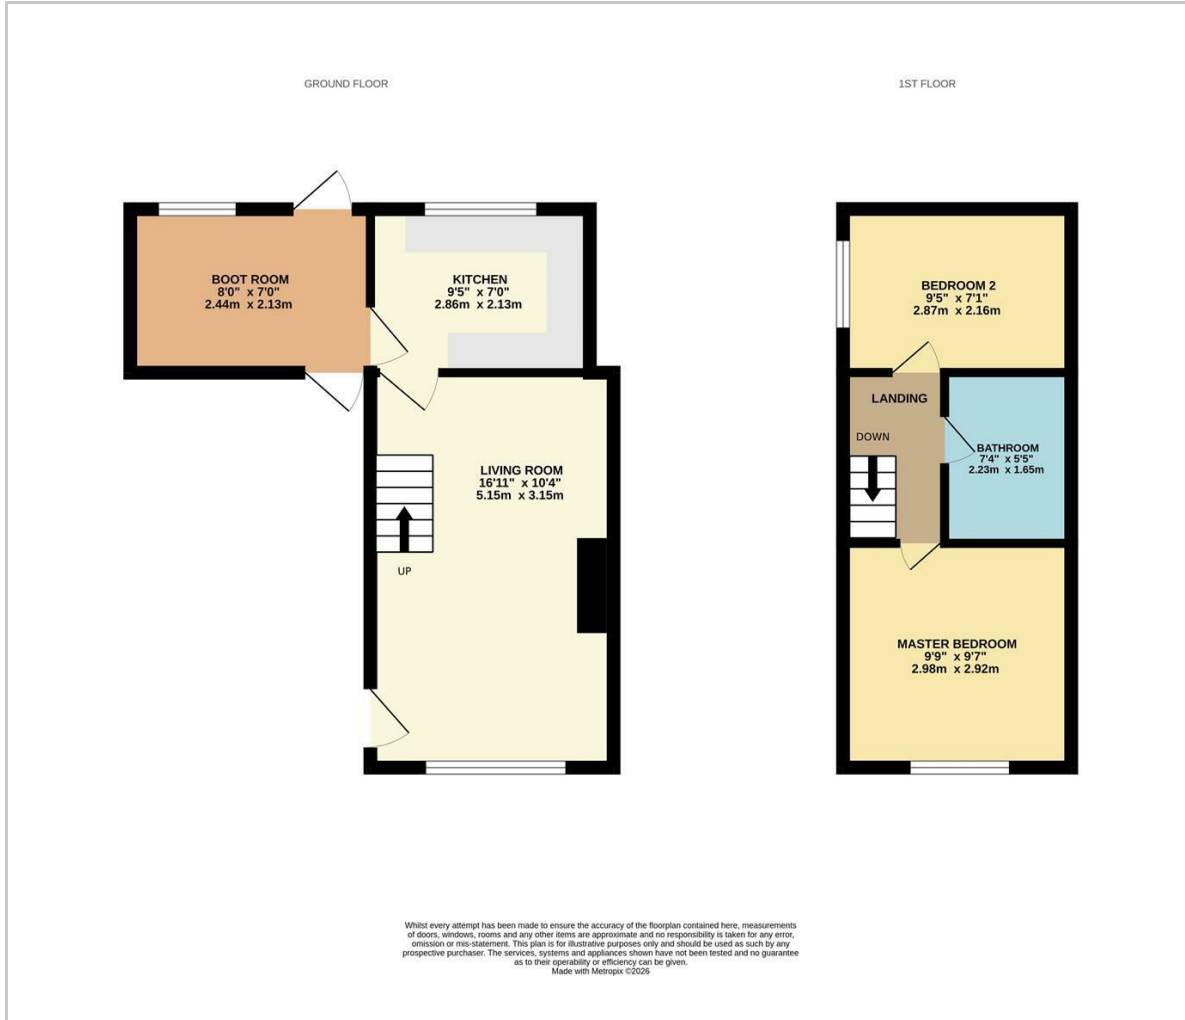 GROUND FLOOR
1ST FLOOR
BOOT ROOM
8'0" x 7'0"
2.44m x 2.13m
KITCHEN
9'5" x 7'0"
2.86m x 2.13m
LIVING ROOM
16'11" x 10'4"
5.15m x 3.15m
UP
BEDROOM 2
9'5" x 7'1"
2.87m x 2.16m
LANDING
DOWN
BATHROOM
7'4" x 5'5"
2.23m x 1.65m
MASTER BEDROOM
9'9" x 9'7"
2.98m x 2.92m
Whilst every attempt has been made to ensure the accuracy of the floorplan contained here, measurements
of doors, windows, rooms and any other items are approximate and no responsibility is taken for any error,
omission or mis-statement. This plan is for illustrative purposes only and should be used as such by any
prospective purchaser. The services, systems and appliances shown have not been tested and no guarantee
as to their operability or efficiency can be given.
Made with Metropix ©2026